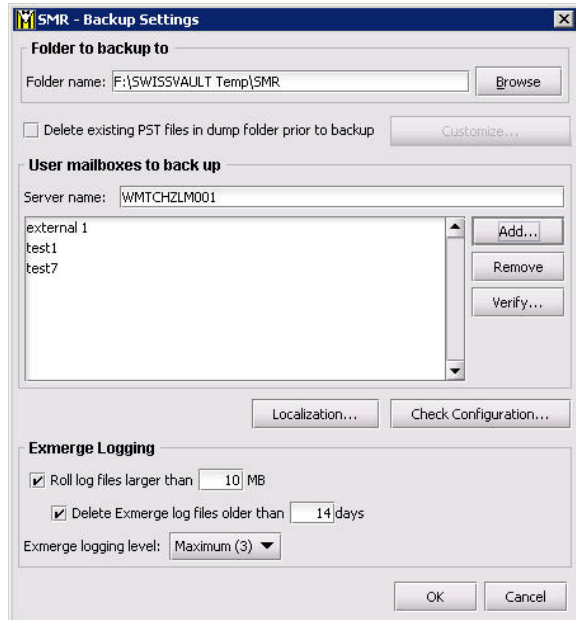 SMR - Backup Settings
Folder to backup to
Folder name: F:\SWISSVAULT Temp\SMR Browse
Delete existing PST files in dump folder prior to backup Customize...
User mailboxes to back up
Server name: WMTCHZLM001
external 1 Add...
test1
test7 Remove
Verify...
Localization... Check Configuration...
Exmerge Logging
Roll log files larger than 10 MB
Delete Exmerge log files older than 14 days
Exmerge logging level: Maximum (3)
OK Cancel